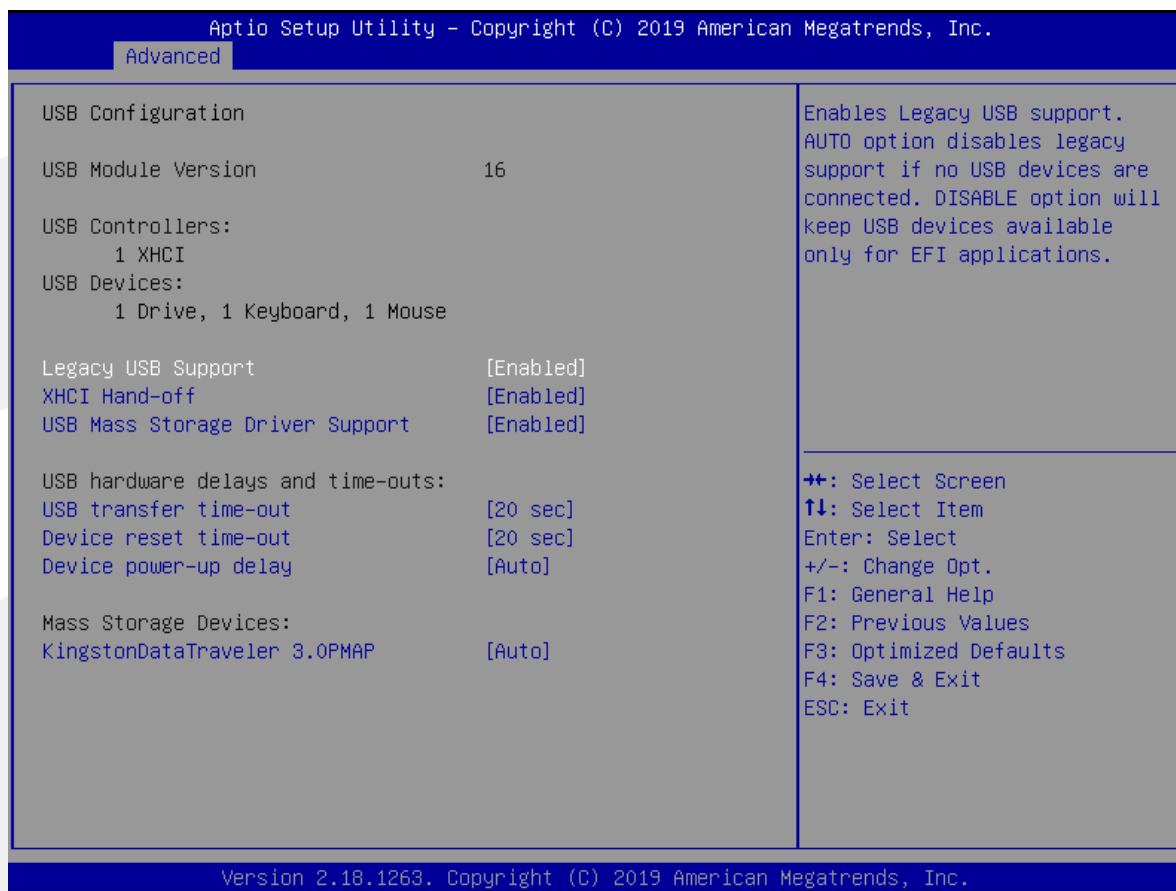 Aptio Setup Utility – Copyright (C) 2019 American Megatrends, Inc.
Advanced
USB Configuration
USB Module Version 16
USB Controllers:
1 XHCI
USB Devices:
1 Drive, 1 Keyboard, 1 Mouse
Legacy USB Support [Enabled]
XHCI Hand-off [Enabled]
USB Mass Storage Driver Support [Enabled]
USB hardware delays and time-outs:
USB transfer time-out [20 sec]
Device reset time-out [20 sec]
Device power-up delay [Auto]
Mass Storage Devices:
KingstonDataTraveler 3.0PMAP [Auto]
Enables Legacy USB support.
AUTO option disables legacy
support if no USB devices are
connected. DISABLE option will
keep USB devices available
only for EFI applications.
→←: Select Screen
↑↓: Select Item
Enter: Select
+/-: Change Opt.
F1: General Help
F2: Previous Values
F3: Optimized Defaults
F4: Save & Exit
ESC: Exit
Version 2.18.1263. Copyright (C) 2019 American Megatrends, Inc.